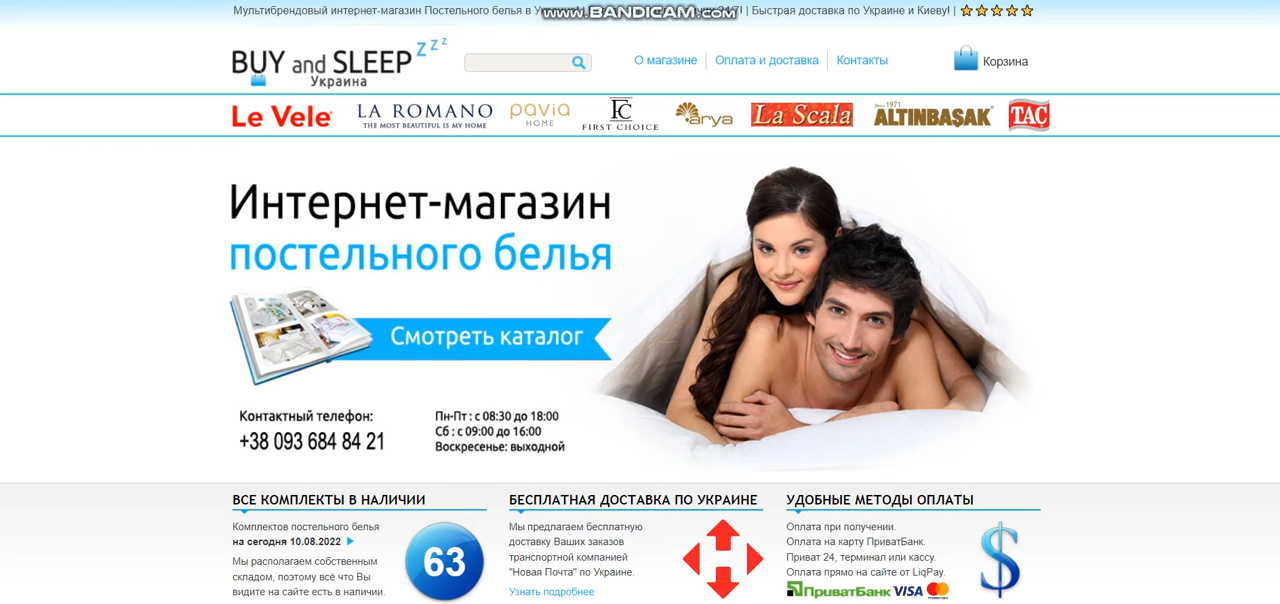 Мультибрендовый интернет-магазин Постельного белья в
www.BANDICAM.com
24/7! | Быстрая доставка по Украине и Киеву! |
BUY and SLEEP
z z z
Украина
О магазине
Оплата и доставка
Контакты
Корзина
Le Vele
LA ROMANO
THE MOST BEAUTIFUL IS MY HOME
pavia
HOME
FC
FIRST CHOICE
arya
La Scala
Since 1971
ALTINBAŞAK
TAÇ
Интернет-магазин
постельного белья
Смотреть каталог
Контактный телефон:
+38 093 684 84 21
Пн-Пт : с 08:30 до 18:00
Сб : с 09:00 до 16:00
Воскресенье: выходной
ВСЕ КОМПЛЕКТЫ В НАЛИЧИИ
Комплектов постельного белья
на сегодня 10.08.2022
Мы располагаем собственным
складом, поэтому всё что Вы
видите на сайте есть в наличии.
63
БЕСПЛАТНАЯ ДОСТАВКА ПО УКРАИНЕ
Мы предлагаем бесплатную
доставку Ваших заказов
транспортной компанией
"Новая Почта" по Украине.
Узнать подробнее
УДОБНЫЕ МЕТОДЫ ОПЛАТЫ
Оплата при получении.
Оплата на карту ПриватБанк.
Приват 24, терминал или кассу.
Оплата прямо на сайте от LiqPay.
ПриватБанк VISA
$